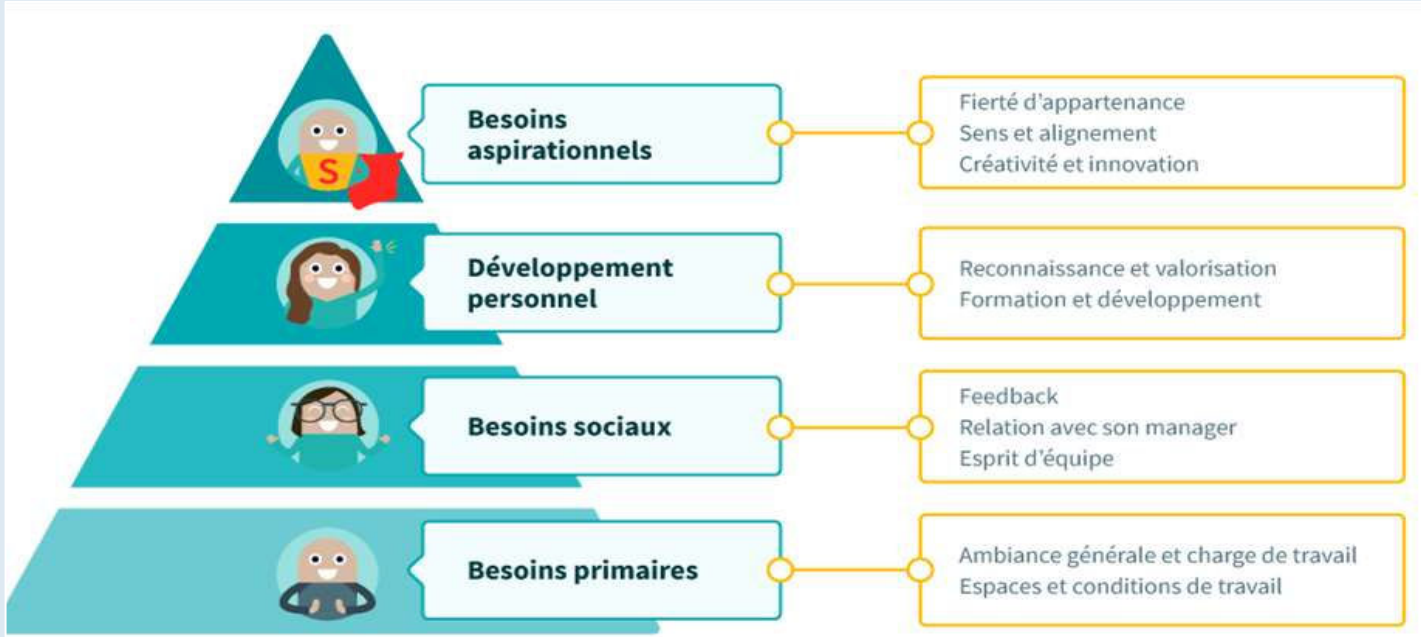 Besoins
aspirationnels
Fierté d'appartenance
Sens et alignement
Créativité et innovation
S
Développement
personnel
Reconnaissance et valorisation
Formation et développement
Besoins sociaux
Feedback
Relation avec son manager
Esprit d'équipe
Besoins primaires
Ambiance générale et charge de travail
Espaces et conditions de travail